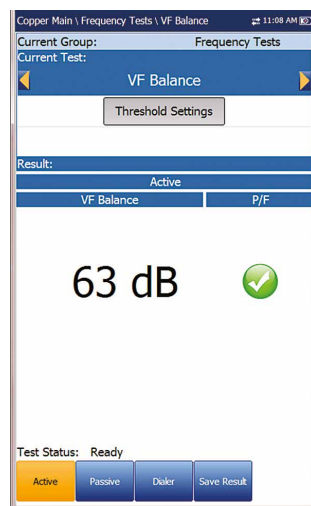 Copper Main \ Frequency Tests \ VF Balance 11:08 AM
Current Group: Frequency Tests
Current Test:
VF Balance
Threshold Settings
Result:
Active
VF Balance P/F
63 dB
Test Status: Ready
Active Passive Dialer Save Result